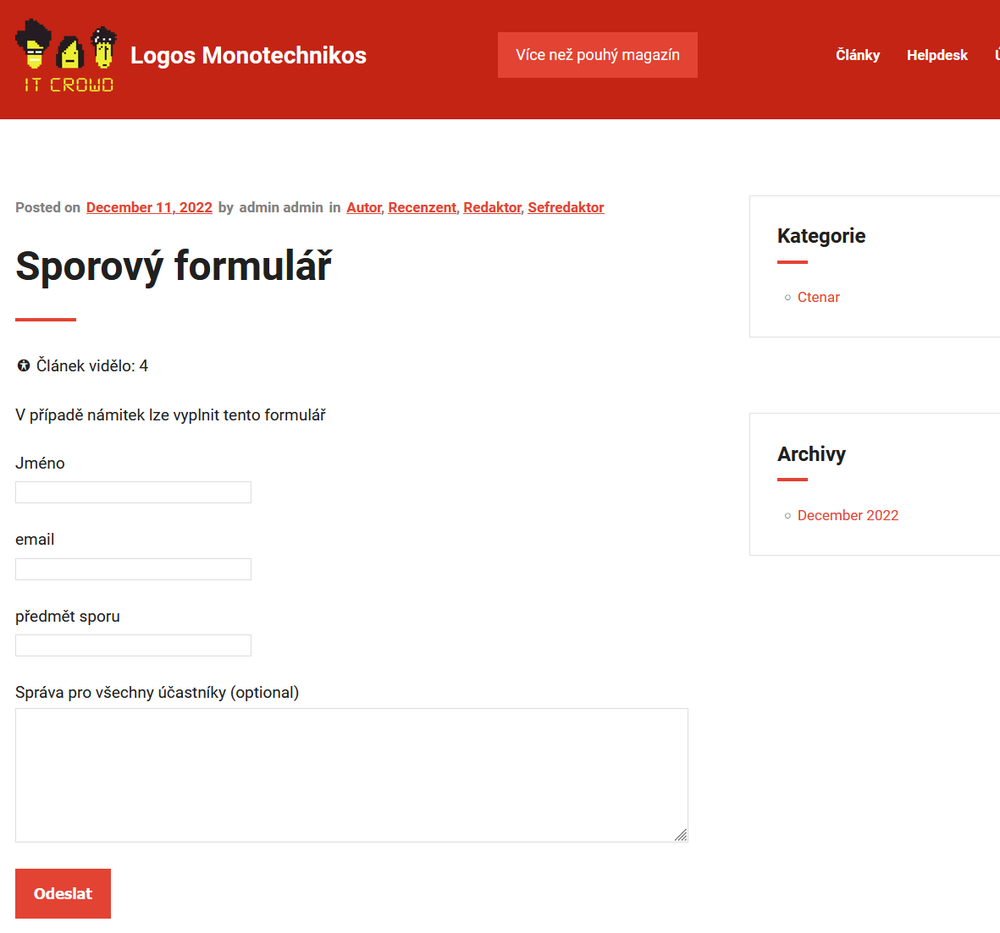 IT CROWD
Logos Monotechnikos
Více než pouhý magazín
Články Helpdesk
Posted on December 11, 2022 by admin admin in Autor, Recenzent, Redaktor, Sefredaktor
Sporový formulář
Článek vidělo: 4
V případě námitek lze vyplnit tento formulář
Jméno
email
předmět sporu
Správa pro všechny účastníky (optional)
Odeslat
Kategorie
Ctenar
Archivy
December 2022